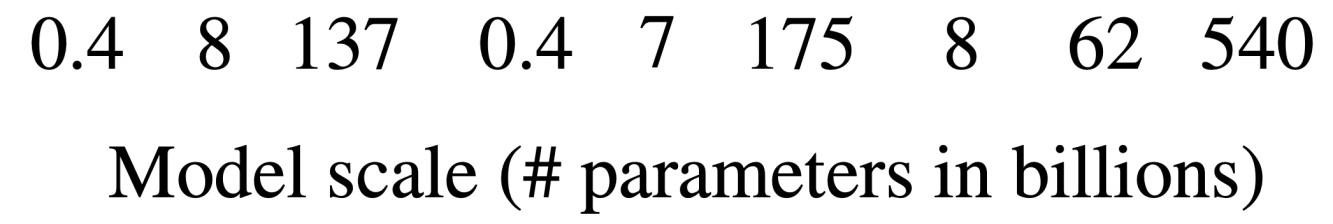 0.4 8 137 0.4 7 175 8 62 540
Model scale (# parameters in billions)